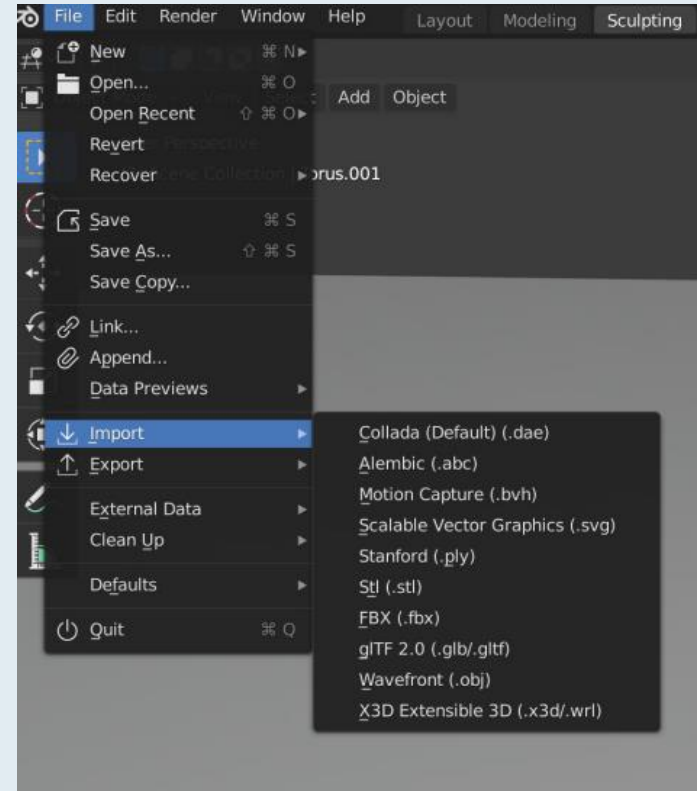 File Edit Render Window Help Layout Modeling Sculpting
New ⌘ N
Open... ⌘ O
Add Object
Open Recent ⇧ ⌘ O
Revert
Recover
Save ⌘ S
Save As... ⇧ ⌘ S
Save Copy...
Link...
Append...
Data Previews
Import
Export
External Data
Clean Up
Defaults
Quit ⌘ Q
Collada (Default) (.dae)
Alembic (.abc)
Motion Capture (.bvh)
Scalable Vector Graphics (.svg)
Stanford (.ply)
Stl (.stl)
FBX (.fbx)
glTF 2.0 (.glb/.gltf)
Wavefront (.obj)
X3D Extensible 3D (.x3d/.wrl)